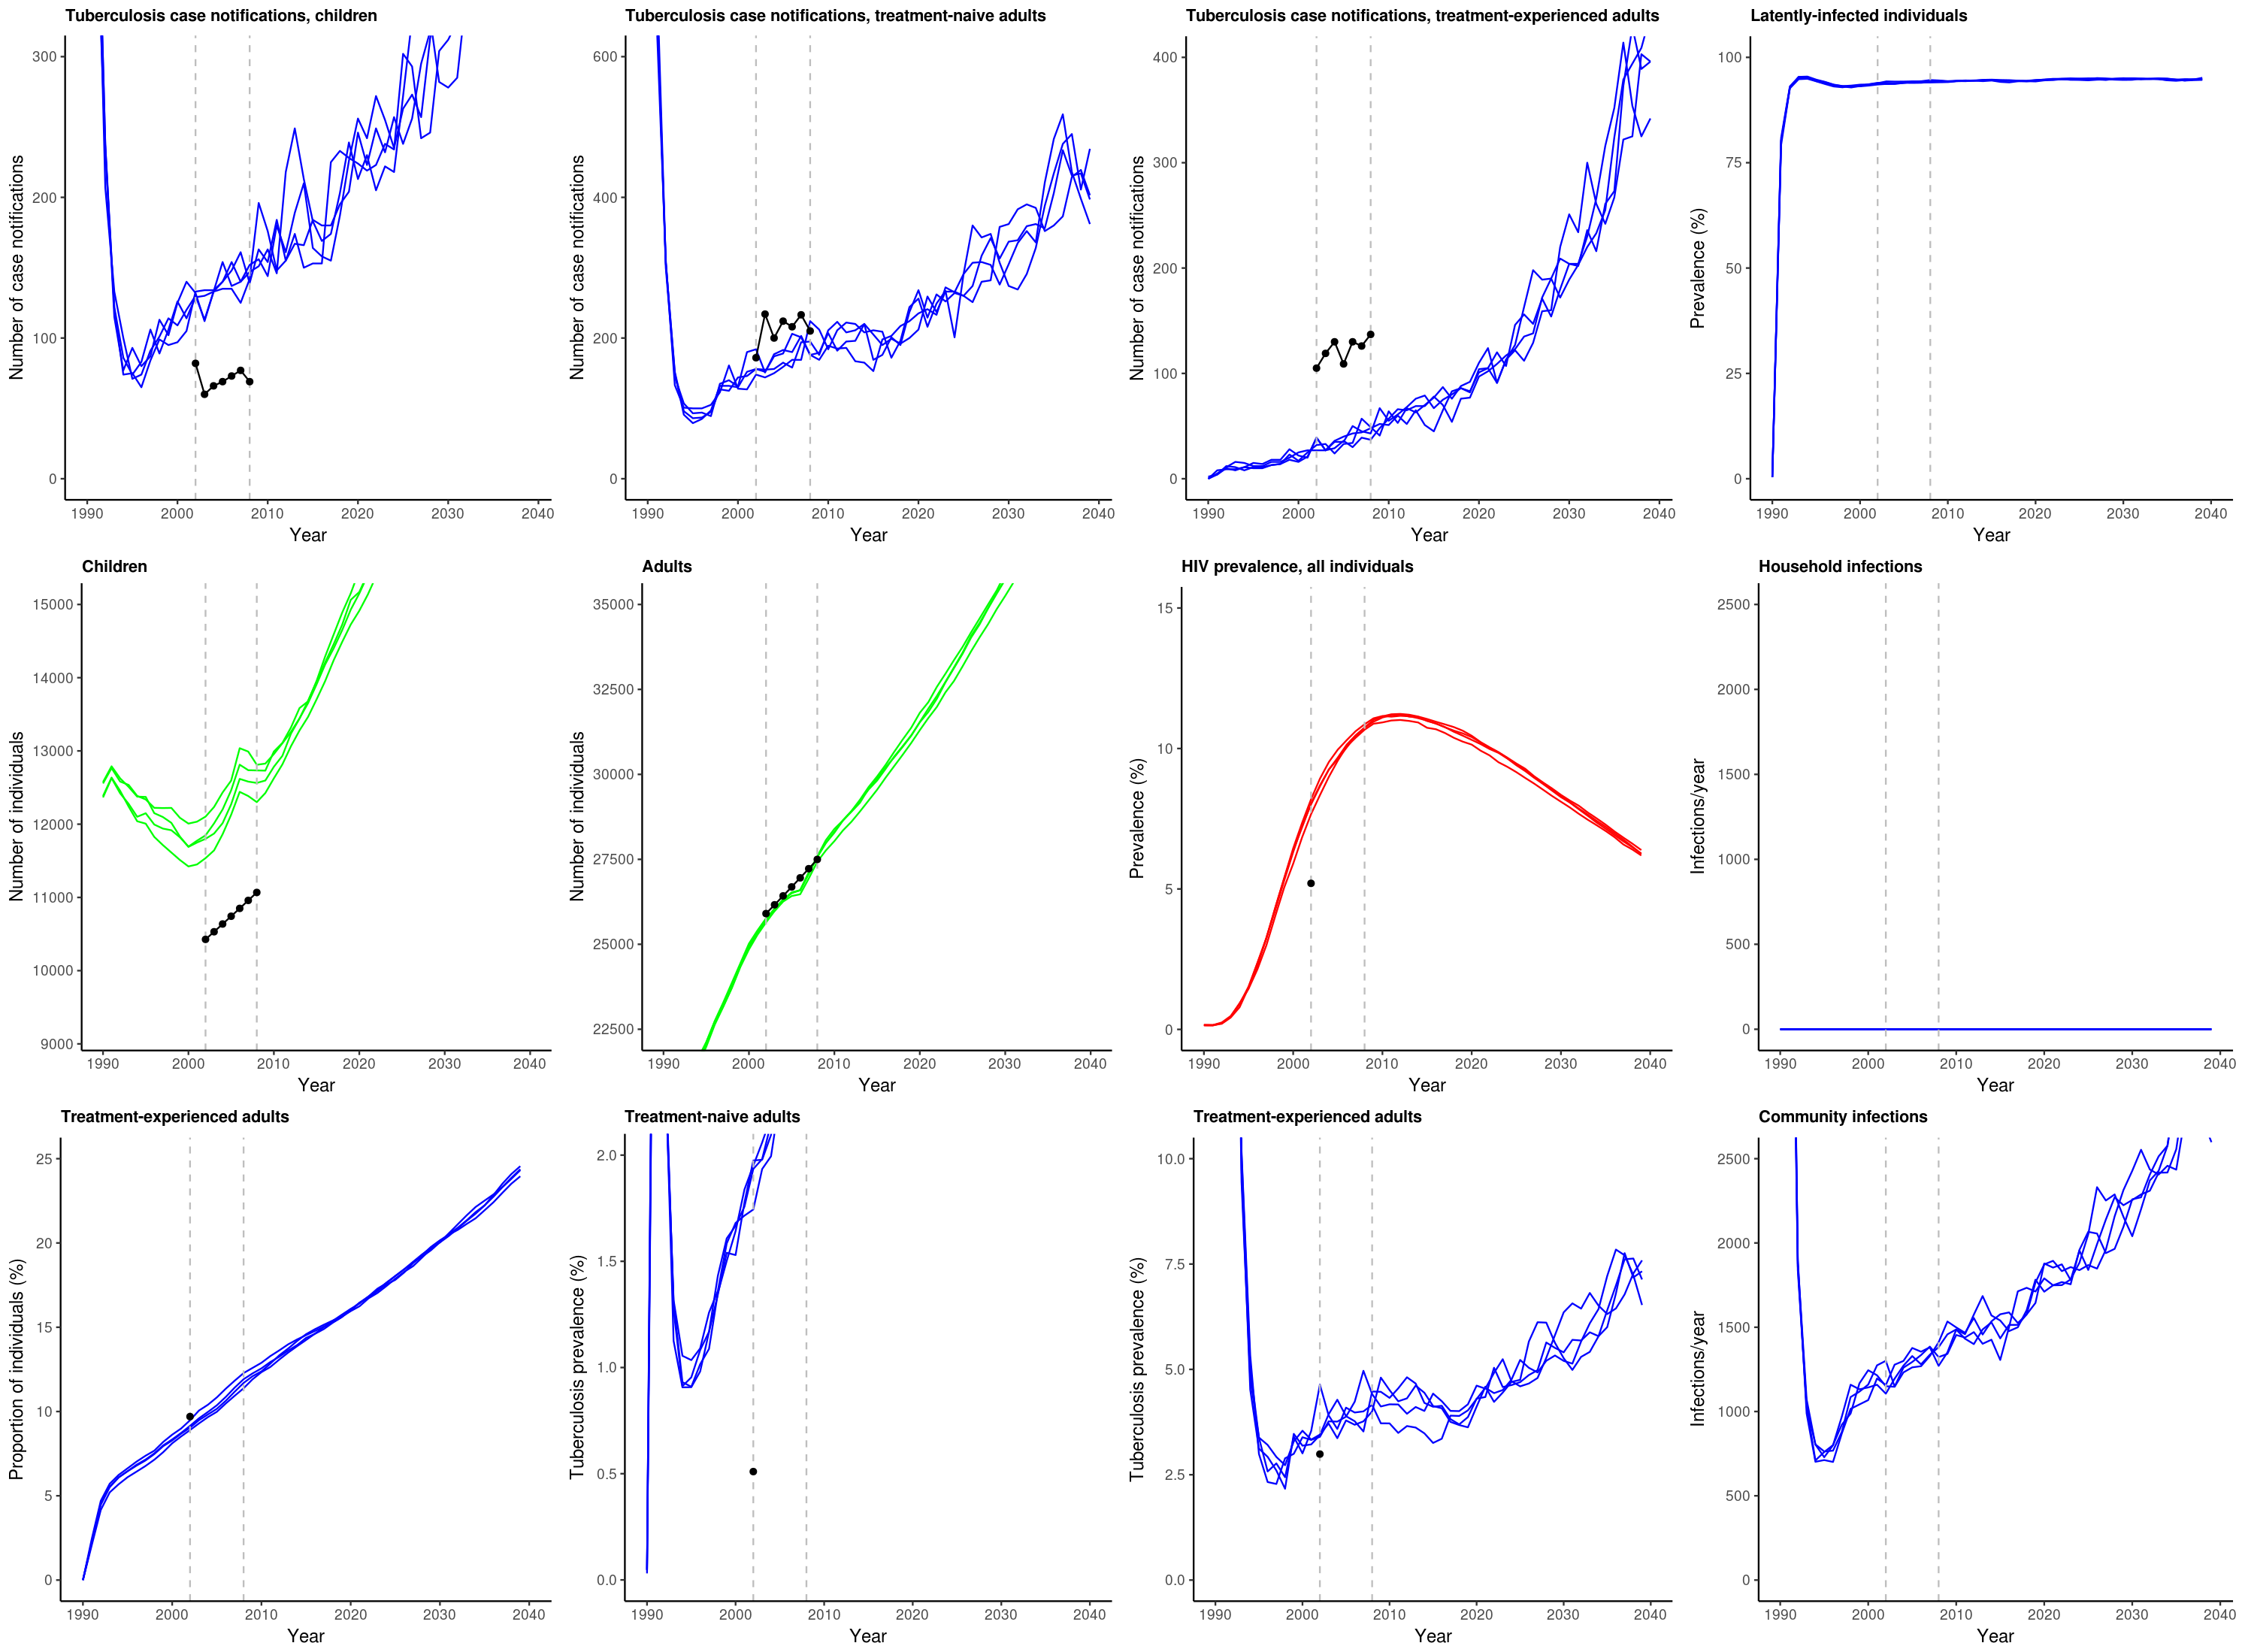 Tuberculosis case notifications, children
300
200
100
0
Number of case notifications
1990 2000 2010 2020 2030 2040
Year
Tuberculosis case notifications, treatment-naive adults
600
400
200
0
Number of case notifications
1990 2000 2010 2020 2030 2040
Year
Tuberculosis case notifications, treatment-experienced adults
400
300
200
100
0
Number of case notifications
1990 2000 2010 2020 2030 2040
Year
Latently-infected individuals
100
75
50
25
0
Prevalence (%)
1990 2000 2010 2020 2030 2040
Year
Children
15000
14000
13000
12000
11000
10000
9000
Number of individuals
1990 2000 2010 2020 2030 2040
Year
Adults
35000
32500
30000
27500
25000
22500
Number of individuals
1990 2000 2010 2020 2030 2040
Year
HIV prevalence, all individuals
15
10
5
0
Prevalence (%)
1990 2000 2010 2020 2030 2040
Year
Household infections
2500
2000
1500
1000
500
0
Infections/year
1990 2000 2010 2020 2030 2040
Year
Treatment-experienced adults
25
20
15
10
5
0
Proportion of individuals (%)
1990 2000 2010 2020 2030 2040
Year
Treatment-naive adults
2.0
1.5
1.0
0.5
0.0
Tuberculosis prevalence (%)
1990 2000 2010 2020 2030 2040
Year
Treatment-experienced adults
10.0
7.5
5.0
2.5
0.0
Tuberculosis prevalence (%)
1990 2000 2010 2020 2030 2040
Year
Community infections
2500
2000
1500
1000
500
0
Infections/year
1990 2000 2010 2020 2030 2040
Year